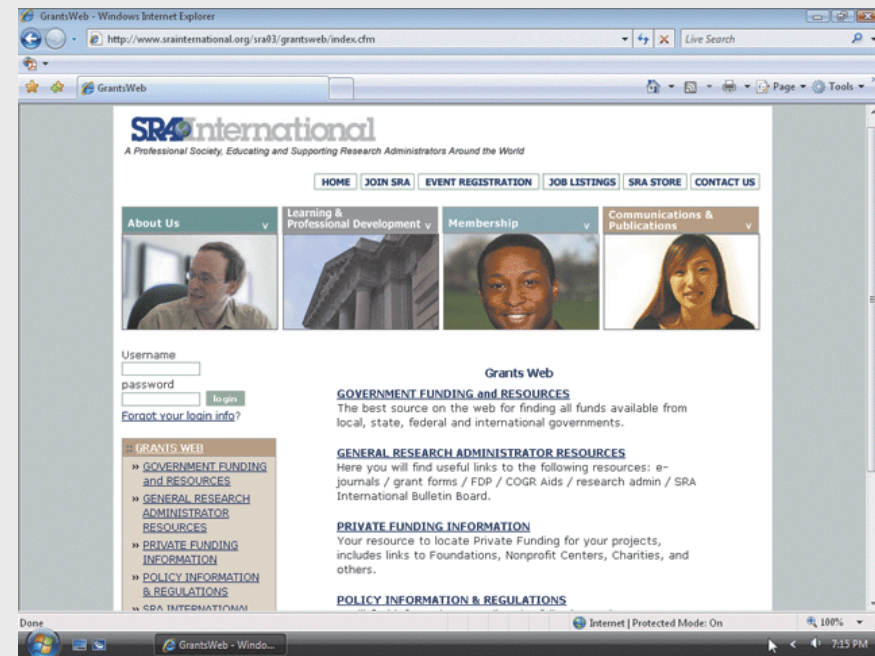 GrantsWeb - Windows Internet Explorer
http://www.srainternational.org/sra03/grantsweb/index.cfm
Live Search
GrantsWeb
Page
Tools
SRA International
A Professional Society, Educating and Supporting Research Administrators Around the World
HOME JOIN SRA EVENT REGISTRATION JOB LISTINGS SRA STORE CONTACT US
About Us v
Learning &
Professional Development v
Membership v
Communications &
Publications v
Username
password
login
Forgot your login info?
:: GRANTS WEB
» GOVERNMENT FUNDING
and RESOURCES
» GENERAL RESEARCH
ADMINISTRATOR
RESOURCES
» PRIVATE FUNDING
INFORMATION
» POLICY INFORMATION
& REGULATIONS
» SRA INTERNATIONAL
Grants Web
GOVERNMENT FUNDING and RESOURCES
The best source on the web for finding all funds available from
local, state, federal and international governments.
GENERAL RESEARCH ADMINISTRATOR RESOURCES
Here you will find useful links to the following resources: e-
journals / grant forms / FDP / COGR Aids / research admin / SRA
International Bulletin Board.
PRIVATE FUNDING INFORMATION
Your resource to locate Private Funding for your projects,
includes links to Foundations, Nonprofit Centers, Charities, and
others.
POLICY INFORMATION & REGULATIONS
Done
Internet | Protected Mode: On
100%
GrantsWeb - Windo...
7:15 PM